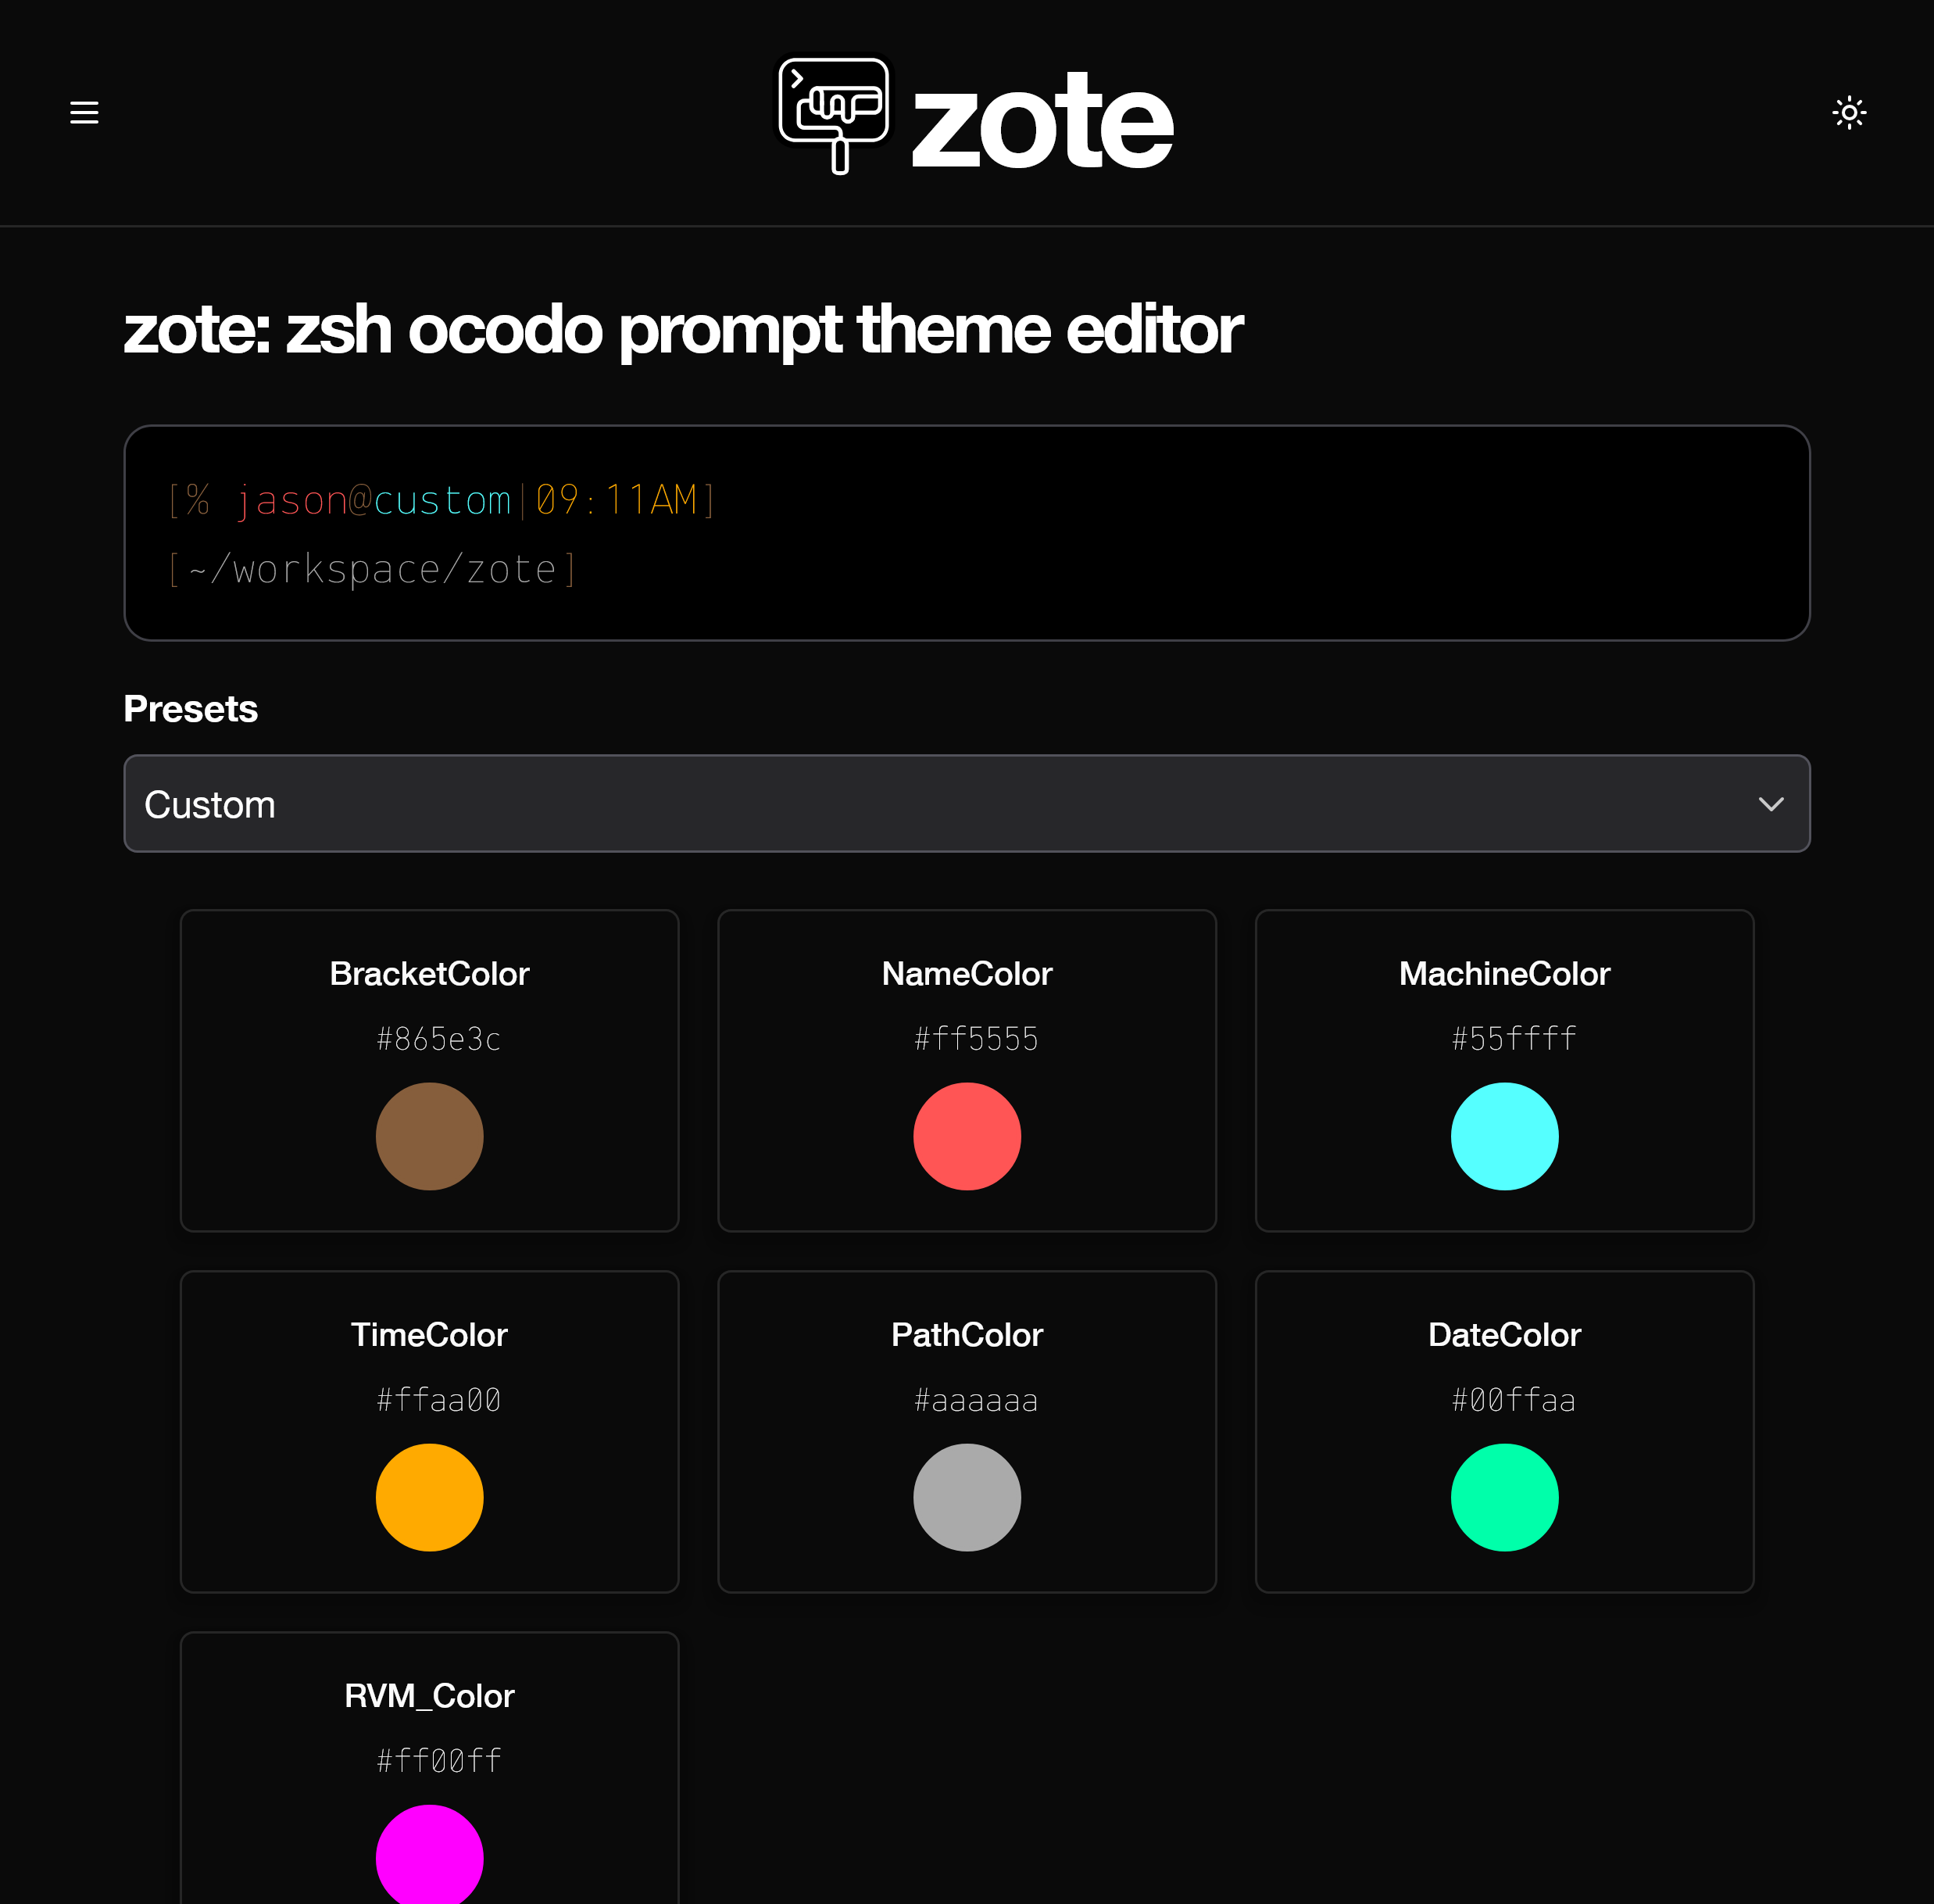 zote
zote: zsh ocodo prompt theme editor
[% jason@custom|09:11AM]
[~/workspace/zote]
Presets
Custom
BracketColor
#865e3c
NameColor
#ff5555
MachineColor
#55ffff
TimeColor
#ffaa00
PathColor
#aaaaaa
DateColor
#00ffaa
RVM_Color
#ff00ff